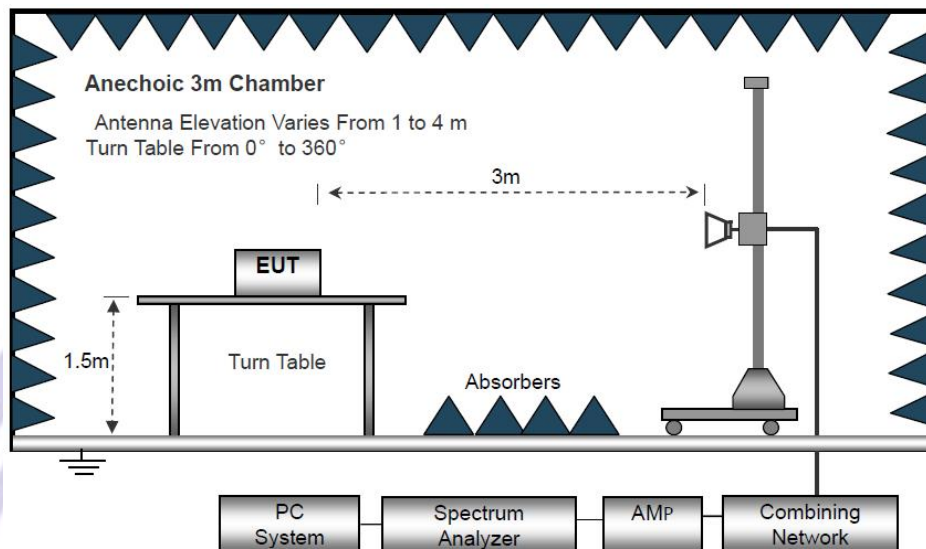 Anechoic 3m Chamber
Antenna Elevation Varies From 1 to 4 m
Turn Table From 0° to 360°
3m
EUT
1.5m
Turn Table
Absorbers
PC
System
Spectrum
Analyzer
AMP
Combining
Network